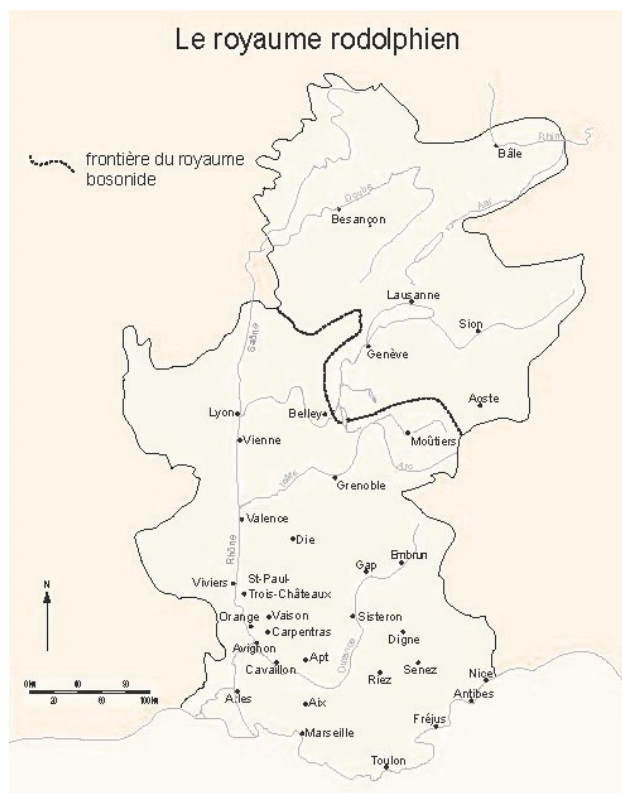 Le royaume rodolphien
frontière du royaume
bosonide
Rhin
Bâle
Doubs
Aar
Besançon
Lausanne
Sion
Saône
Genève
Aoste
Lyon
Belley
Vienne
Moûtiers
Arc
Isère
Grenoble
Valence
Die
Rhône
Embrun
Gap
Viviers
St-Paul-
Trois-Châteaux
Orange
Vaison
Sisteron
Carpentras
Digne
Avignon
Durance
Apt
Cavaillon
Senez
Riez
Nice
Antibes
Arles
Aix
Fréjus
Marseille
Toulon
N
0 km 40 80
20 60 100 km